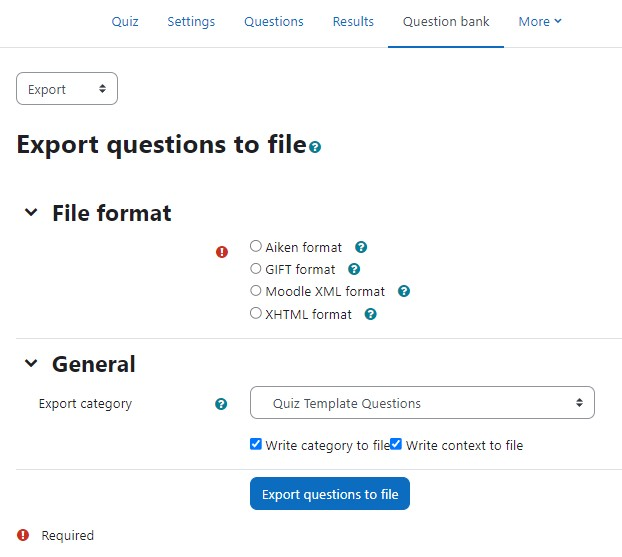 Quiz Settings Questions Results Question bank More
Export
Export questions to file
File format
Aiken format
GIFT format
Moodle XML format
XHTML format
General
Export category Quiz Template Questions
Write category to file Write context to file
Export questions to file
Required